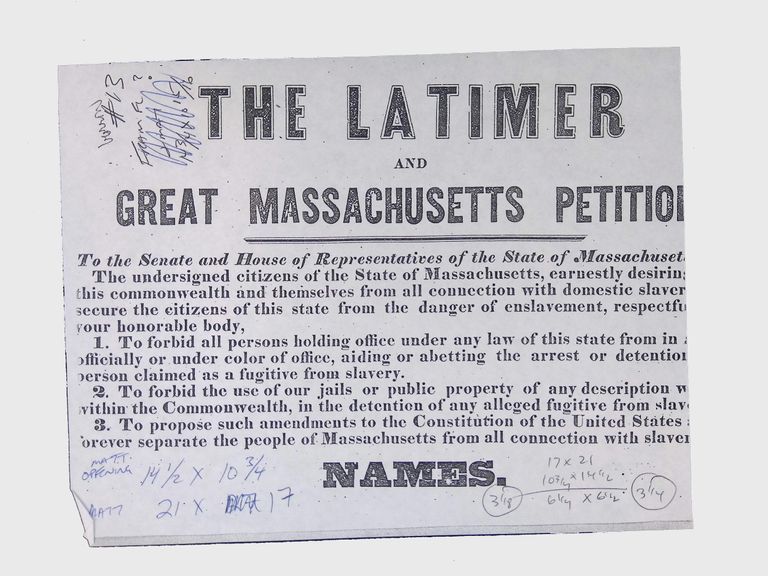 THE LATIMER
AND
GREAT MASSACHUSETTS PETITIO
To the Senate and House of Representatives of the State of Massachuset
The undersigned citizens of the State of Massachusetts, earnestly desirin
this commonwealth and themselves from all connection with domestic slaver
secure the citizens of this state from the danger of enslavement, respectfu
your honorable body,
1. To forbid all persons holding office under any law of this state from in
officially or under color of office, aiding or abetting the arrest or detentio
person claimed as a fugitive from slavery.
2. To forbid the use of our jails or public property of any description w
within the Commonwealth, in the detention of any alleged fugitive from slav
3. To propose such amendments to the Constitution of the United States
forever separate the people of Massachusetts from all connection with slaver
NAMES.
MATT
OPENING 14 1/2 X 10 3/4
MATT 21 X 17
17 X 21
10 3/4 X 14 1/2
6 1/4 X 6 1/2
3 1/8
3 1/4